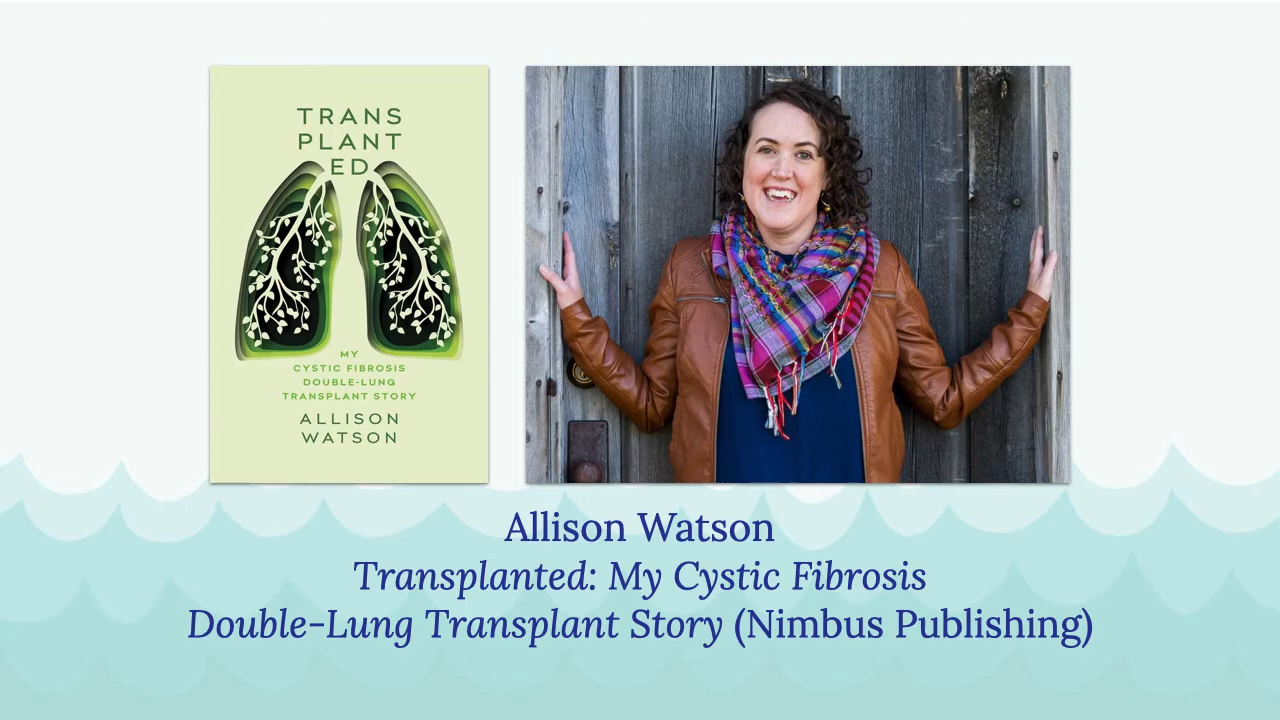 TRANS
PLANT
ED
MY
CYSTIC FIBROSIS
DOUBLE-LUNG
TRANSPLANT STORY
ALLISON
WATSON
Allison Watson
Transplanted: My Cystic Fibrosis
Double-Lung Transplant Story (Nimbus Publishing)